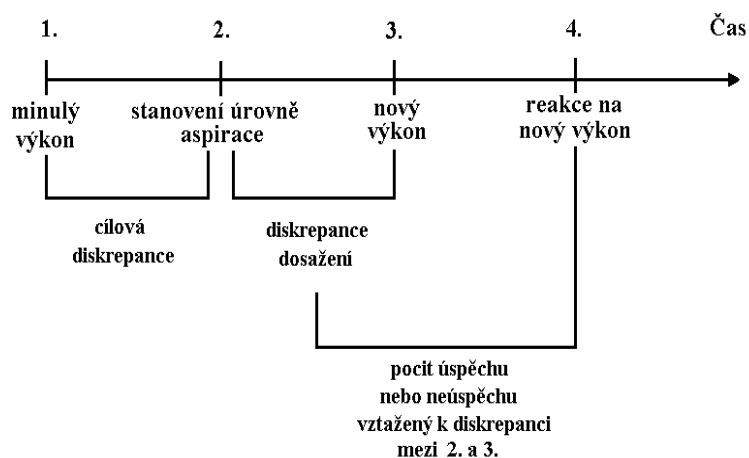 1. 2. 3. 4. Čas
minulý
výkon
stanovení úrovně
aspirace
nový
výkon
reakce na
nový výkon
cílová
diskrepance
diskrepance
dosažení
pocit úspěchu
nebo neúspěchu
vztažený k diskrepanci
mezi 2. a 3.